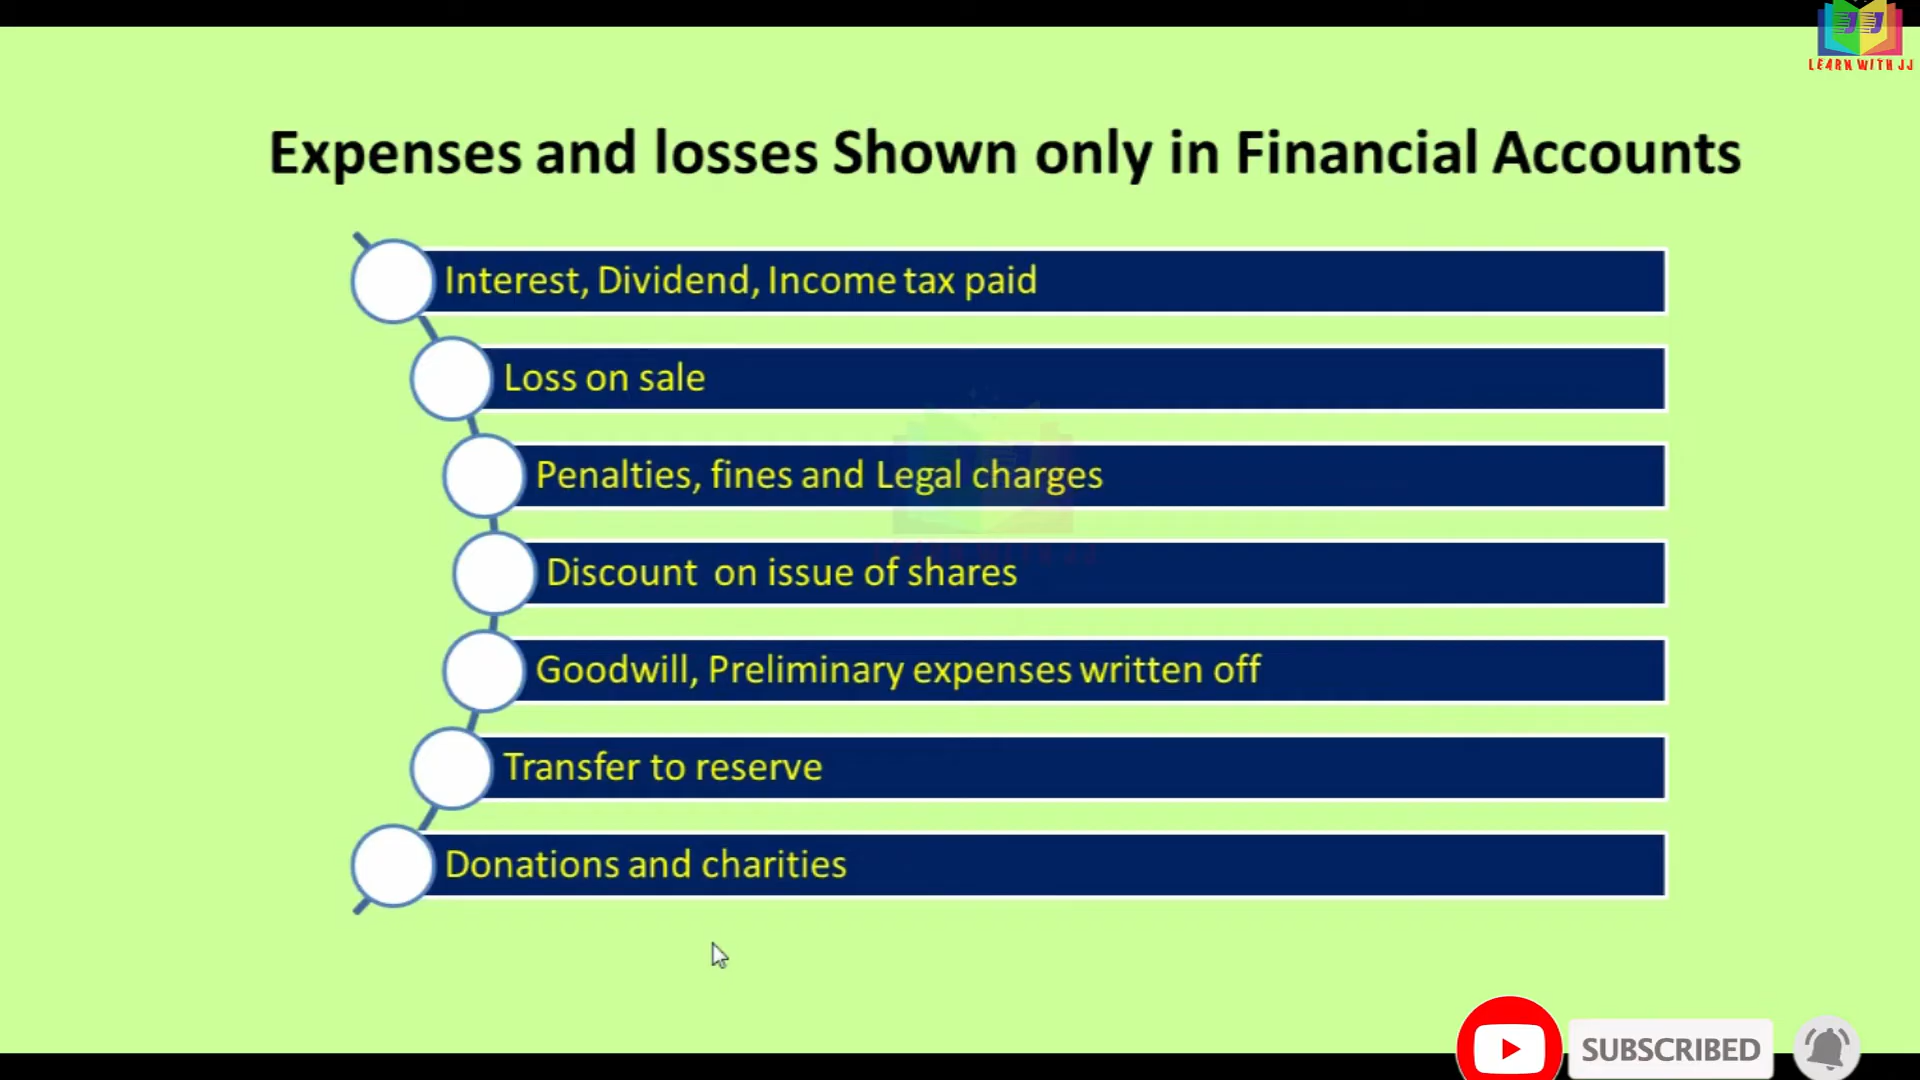 LEARN WITH JJ
Expenses and losses Shown only in Financial Accounts
Interest, Dividend, Income tax paid
Loss on sale
Penalties, fines and Legal charges
Discount on issue of shares
Goodwill, Preliminary expenses written off
Transfer to reserve
Donations and charities
SUBSCRIBED